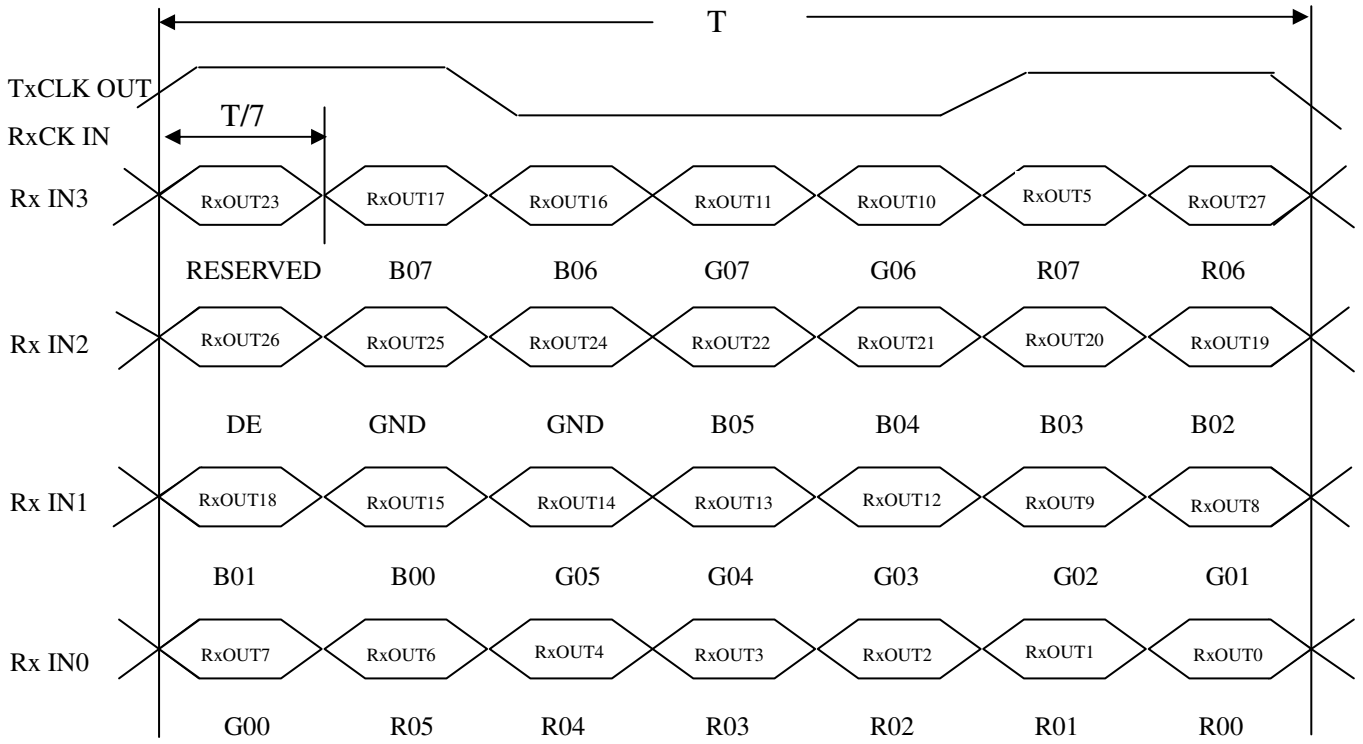 T
TxCLK OUT
T/7
RxCK IN
Rx IN3 RxOUT23 RxOUT17 RxOUT16 RxOUT11 RxOUT10 RxOUT5 RxOUT27
RESERVED B07 B06 G07 G06 R07 R06
Rx IN2 RxOUT26 RxOUT25 RxOUT24 RxOUT22 RxOUT21 RxOUT20 RxOUT19
DE GND GND B05 B04 B03 B02
Rx IN1 RxOUT18 RxOUT15 RxOUT14 RxOUT13 RxOUT12 RxOUT9 RxOUT8
B01 B00 G05 G04 G03 G02 G01
Rx IN0 RxOUT7 RxOUT6 RxOUT4 RxOUT3 RxOUT2 RxOUT1 RxOUT0
G00 R05 R04 R03 R02 R01 R00